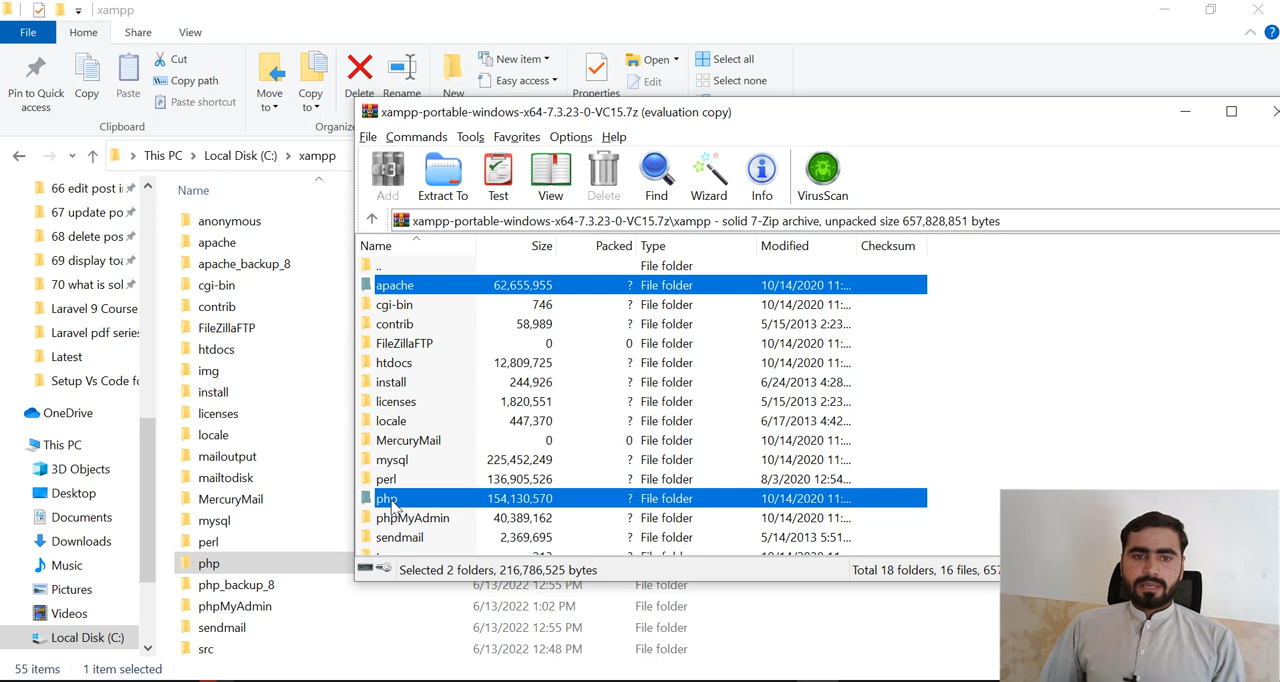 xampp
File Home Share View
Pin to Quick access
Copy
Paste
Cut
Copy path
Paste shortcut
Clipboard
Move to
Copy to
Delete
Rename
Organiz
New
New item
Easy access
Properties
Open
Edit
Select all
Select none
This PC > Local Disk (C:) > xampp
66 edit post i
67 update po
68 delete pos
69 display to
70 what is sol
Laravel 9 Course
Laravel pdf series
Latest
Setup Vs Code fo
OneDrive
This PC
3D Objects
Desktop
Documents
Downloads
Music
Pictures
Videos
Local Disk (C:)
Name
anonymous
apache
apache_backup_8
cgi-bin
contrib
FileZillaFTP
htdocs
img
install
licenses
locale
mailoutput
mailtodisk
MercuryMail
mysql
perl
php
php_backup_8 6/13/2022 12:55 PM File folder
phpMyAdmin 6/13/2022 1:02 PM File folder
sendmail 6/13/2022 12:55 PM File folder
src 6/13/2022 12:48 PM File folder
55 items 1 item selected
xampp-portable-windows-x64-7.3.23-0-VC15.7z (evaluation copy)
File Commands Tools Favorites Options Help
Add Extract To Test View Delete Find Wizard Info VirusScan
xampp-portable-windows-x64-7.3.23-0-VC15.7z\xampp - solid 7-Zip archive, unpacked size 657,828,851 bytes
Name Size Packed Type Modified Checksum
.. File folder
apache 62,655,955 ? File folder 10/14/2020 11:...
cgi-bin 746 ? File folder 10/14/2020 11:...
contrib 58,989 ? File folder 5/15/2013 2:23...
FileZillaFTP 0 0 File folder 10/14/2020 11:...
htdocs 12,809,725 ? File folder 10/14/2020 11:...
install 244,926 ? File folder 6/24/2013 4:28...
licenses 1,820,551 ? File folder 5/15/2013 2:23...
locale 447,370 ? File folder 6/17/2013 4:42...
MercuryMail 0 0 File folder 10/14/2020 11:...
mysql 225,452,249 ? File folder 10/14/2020 11:...
perl 136,905,526 ? File folder 8/3/2020 12:54...
php 154,130,570 ? File folder 10/14/2020 11:...
phpMyAdmin 40,389,162 ? File folder 10/14/2020 11:...
sendmail 2,369,695 ? File folder 5/14/2013 5:51...
Selected 2 folders, 216,786,525 bytes
Total 18 folders, 16 files, 657